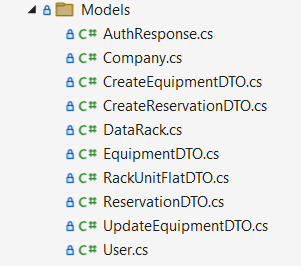 Models
C# AuthResponse.cs
C# Company.cs
C# CreateEquipmentDTO.cs
C# CreateReservationDTO.cs
C# DataRack.cs
C# EquipmentDTO.cs
C# RackUnitFlatDTO.cs
C# ReservationDTO.cs
C# UpdateEquipmentDTO.cs
C# User.cs